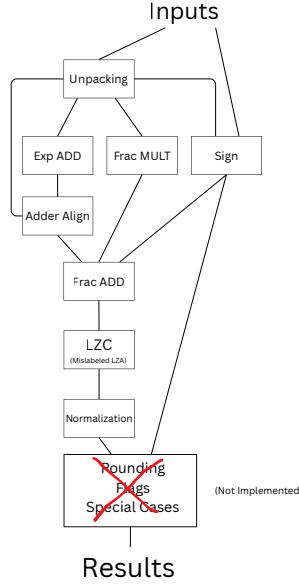 Inputs
Unpacking
Exp ADD
Frac MULT
Sign
Adder Align
Frac ADD
LZC
(Mislabeled LZA)
Normalization
Rounding
Flags
Special Cases
(Not Implemented
Results